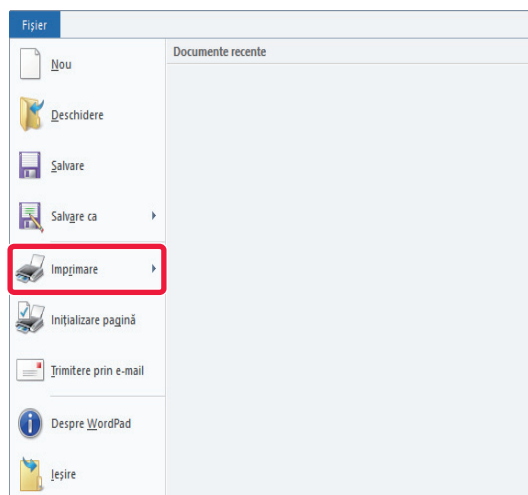 Fișier
Documente recente
Nou
Deschidere
Salvare
Salvare ca
Imprimare
Inițializare pagină
Trimitere prin e-mail
Despre WordPad
Ieșire